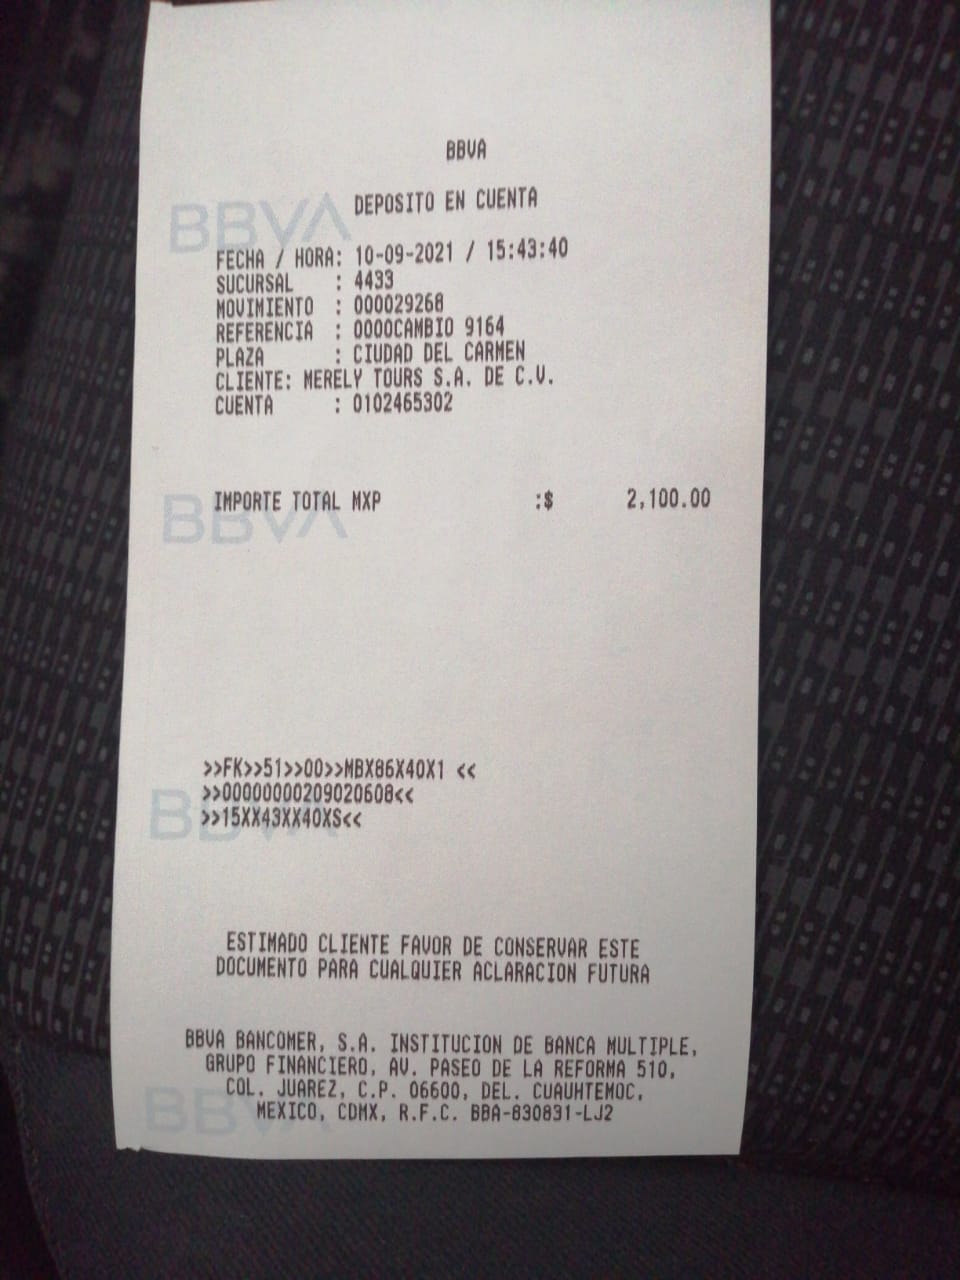 BBVA
DEPOSITO EN CUENTA
BBVA
FECHA / HORA: 10-09-2021 / 15:43:40
SUCURSAL : 4433
MOVIMIENTO : 000029268
REFERENCIA : 0000CAMBIO 9164
PLAZA : CIUDAD DEL CARMEN
CLIENTE: MERELY TOURS S.A. DE C.V.
CUENTA : 0102465302
IMPORTE TOTAL MXP :$ 2,100.00
BBVA
>>FK>>51>>00>>MBX86X40X1 <<
>>00000000209020608<<
BBVA
>>15XX43XX40XS<<
ESTIMADO CLIENTE FAVOR DE CONSERVAR ESTE
DOCUMENTO PARA CUALQUIER ACLARACION FUTURA
BBVA BANCOMER, S.A. INSTITUCION DE BANCA MULTIPLE,
GRUPO FINANCIERO, AV. PASEO DE LA REFORMA 510,
COL. JUAREZ, C.P. 06600, DEL. CUAUHTEMOC,
BBVA
MEXICO, CDMX, R.F.C. BBA-830831-LJ2